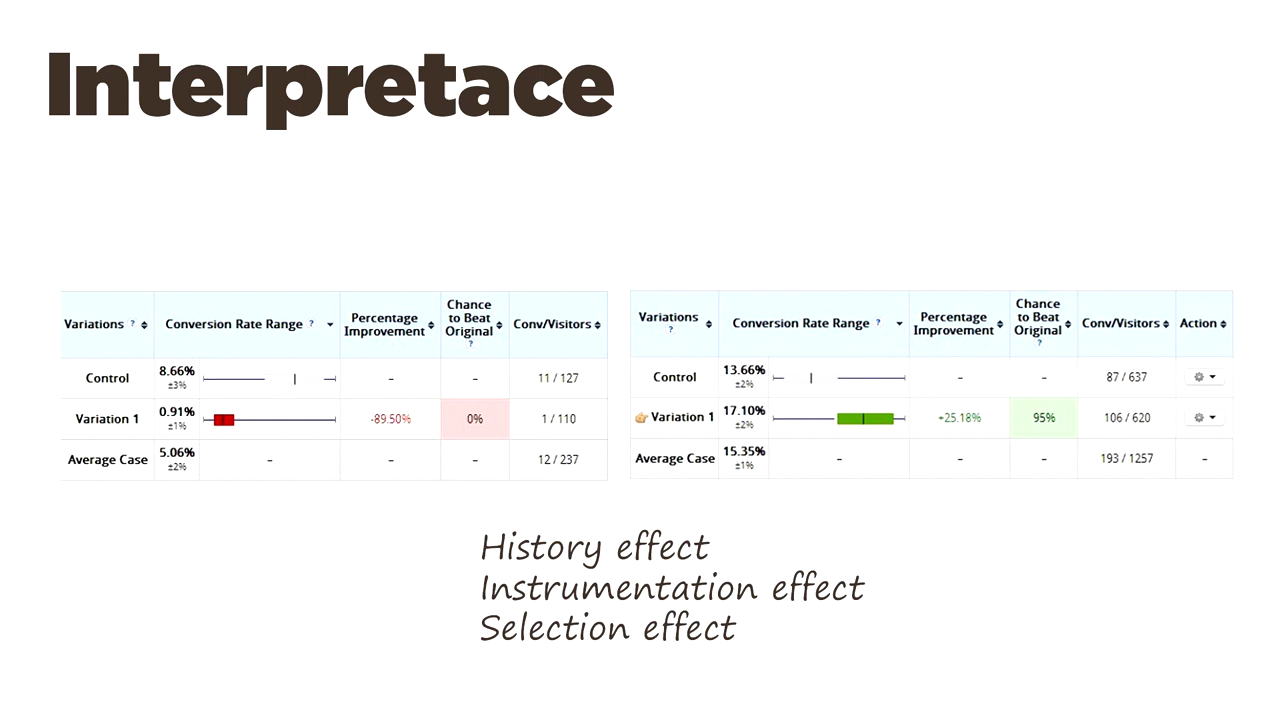 Interpretace
Variations ? Conversion Rate Range ? Percentage Improvement Chance to Beat Original ? Conv/Visitors
Control 8.66% ±3% – – 11 / 127
Variation 1 0.91% ±1% -89.50% 0% 1 / 110
Average Case 5.06% ±2% – – – 12 / 237
Variations ? Conversion Rate Range ? Percentage Improvement Chance to Beat Original ? Conv/Visitors Action
Control 13.66% ±2% – – 87 / 637
Variation 1 17.10% ±2% +25.18% 95% 106 / 620
Average Case 15.35% ±1% – – – 193 / 1257 –
History effect
Instrumentation effect
Selection effect